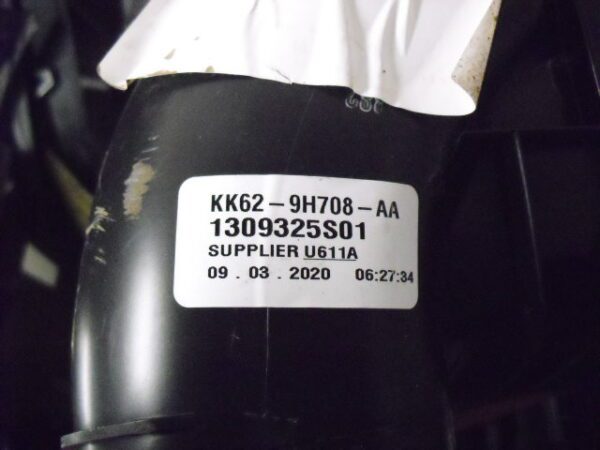 KK62-9H708-AA
1309325S01
SUPPLIER U611A
09 . 03 . 2020 06:27:34